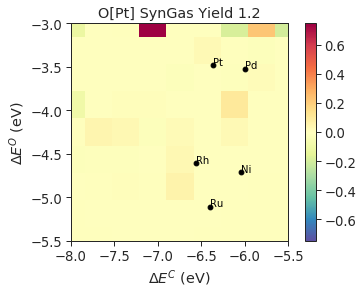 O[Pt] SynGas Yield 1.2
−3.0
−3.5
−4.0
−4.5
−5.0
−5.5
ΔE^O (eV)
Pt
Pd
Rh
Ni
Ru
−8.0 −7.5 −7.0 −6.5 −6.0 −5.5
ΔE^C (eV)
0.6
0.4
0.2
0.0
−0.2
−0.4
−0.6